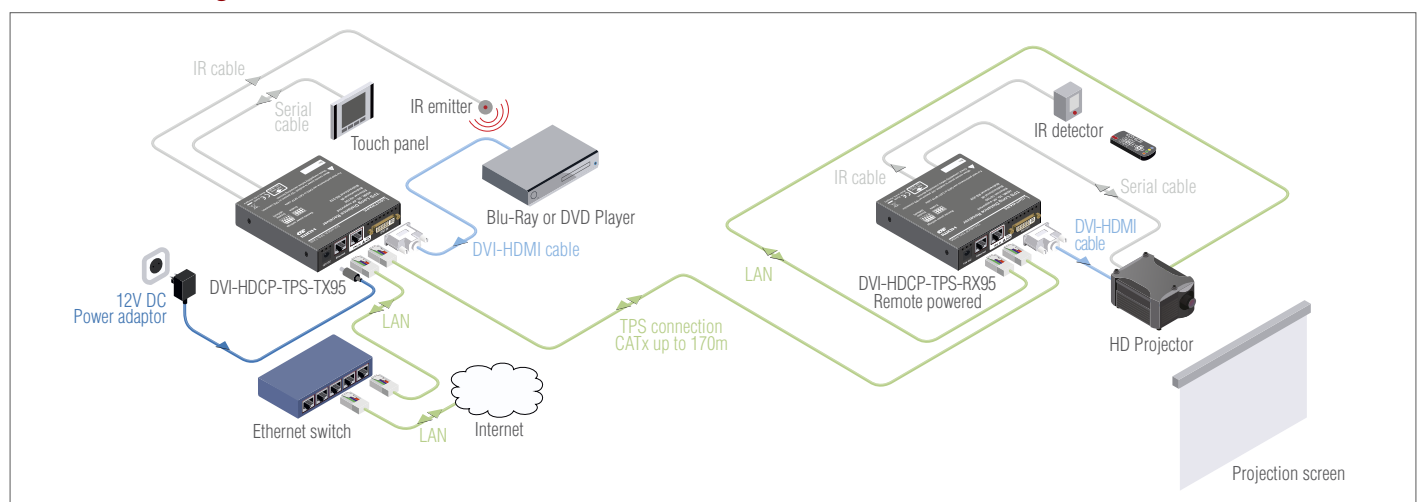 IR cable
Serial
cable
Touch panel
IR emitter
Blu-Ray or DVD Player
DVI-HDMI cable
DVI-HDCP-TPS-TX95
12V DC
Power adaptor
LAN
Ethernet switch
LAN
Internet
TPS connection
CATx up to 170m
LAN
IR cable
IR detector
Serial cable
DVI-HDMI
cable
DVI-HDCP-TPS-RX95
Remote powered
HD Projector
Projection screen